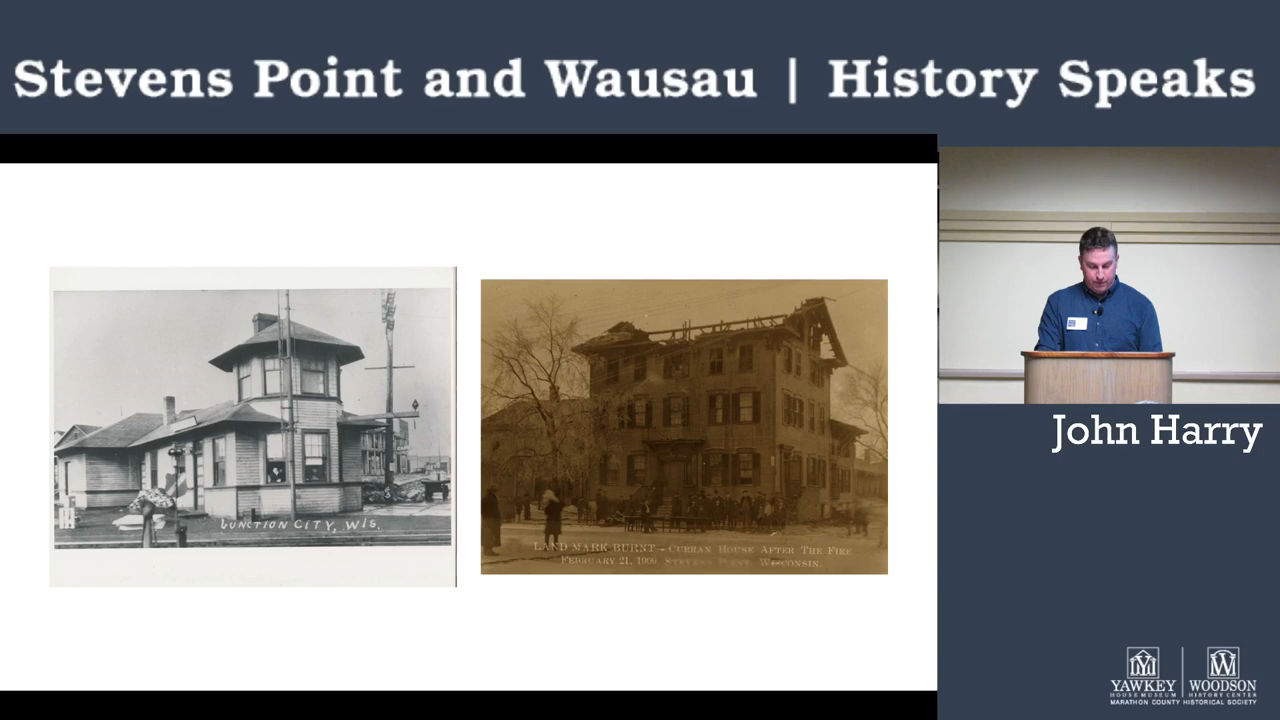 Stevens Point and Wausau | History Speaks
JUNCTION CITY, WIS.
LAND MARK BURNT - CURRAN HOUSE AFTER THE FIRE
FEBRUARY 21, STEVENS POINT, WISCONSIN.
John Harry
YAWKEY
HOUSE MUSEUM
WOODSON
HISTORY CENTER
MARATHON COUNTY HISTORICAL SOCIETY